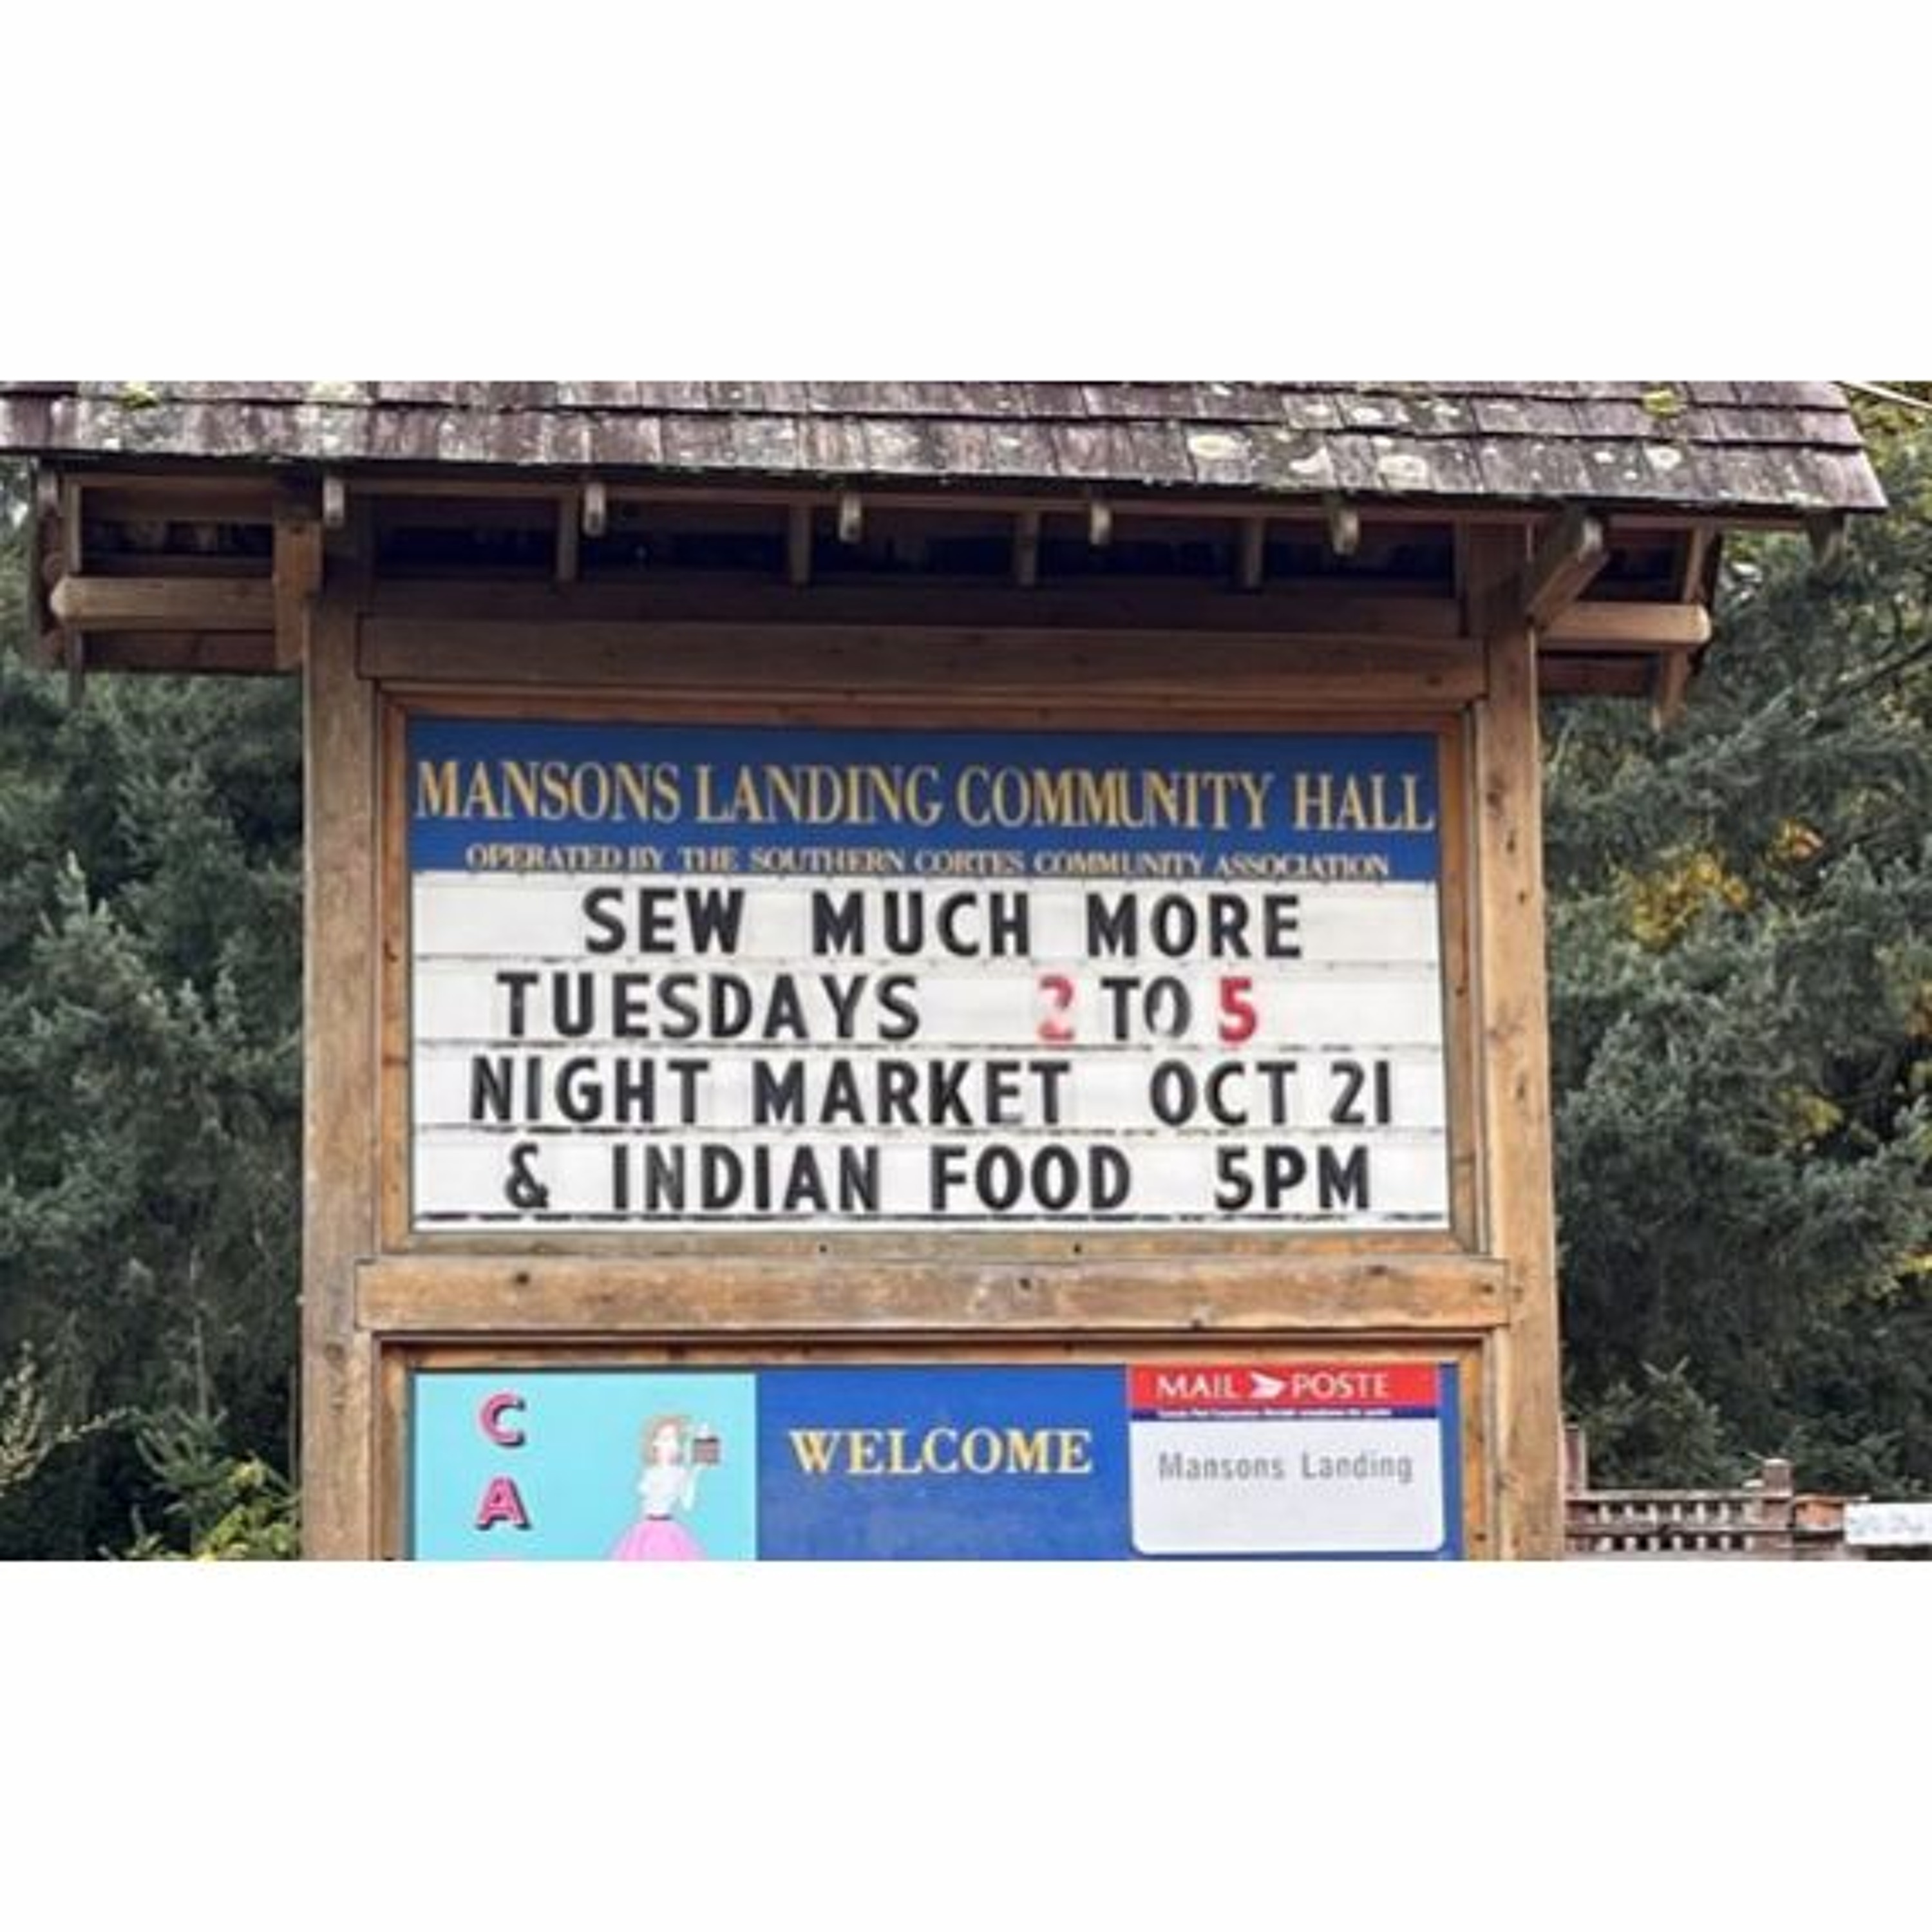 MANSONS LANDING COMMUNITY HALL
OPERATED BY THE SOUTHERN CORTES COMMUNITY ASSOCIATION
SEW MUCH MORE
TUESDAYS 2 TO 5
NIGHT MARKET OCT 21
& INDIAN FOOD 5PM
C
A
WELCOME
MAIL POSTE
Mansons Landing